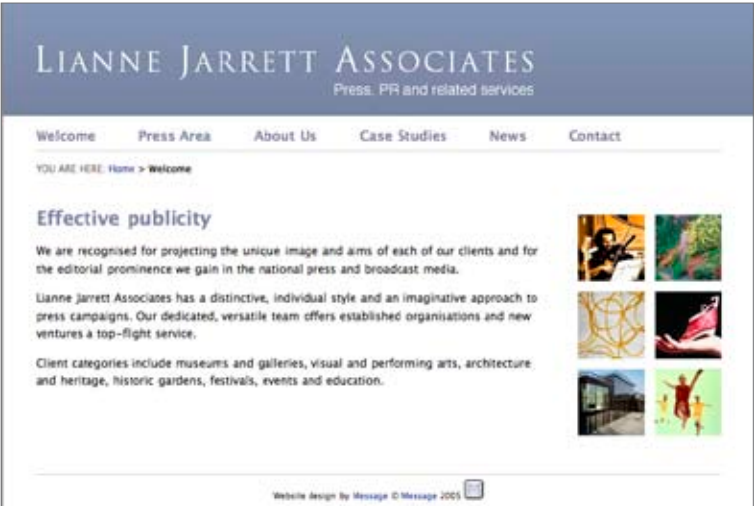 LIANNE JARRETT ASSOCIATES
Press, PR and related services
Welcome Press Area About Us Case Studies News Contact
YOU ARE HERE: Home > Welcome
Effective publicity
We are recognised for projecting the unique image and aims of each of our clients and for
the editorial prominence we gain in the national press and broadcast media.
Lianne Jarrett Associates has a distinctive, individual style and an imaginative approach to
press campaigns. Our dedicated, versatile team offers established organisations and new
ventures a top-flight service.
Client categories include museums and galleries, visual and performing arts, architecture
and heritage, historic gardens, festivals, events and education.
Website design by Message © Message 2005